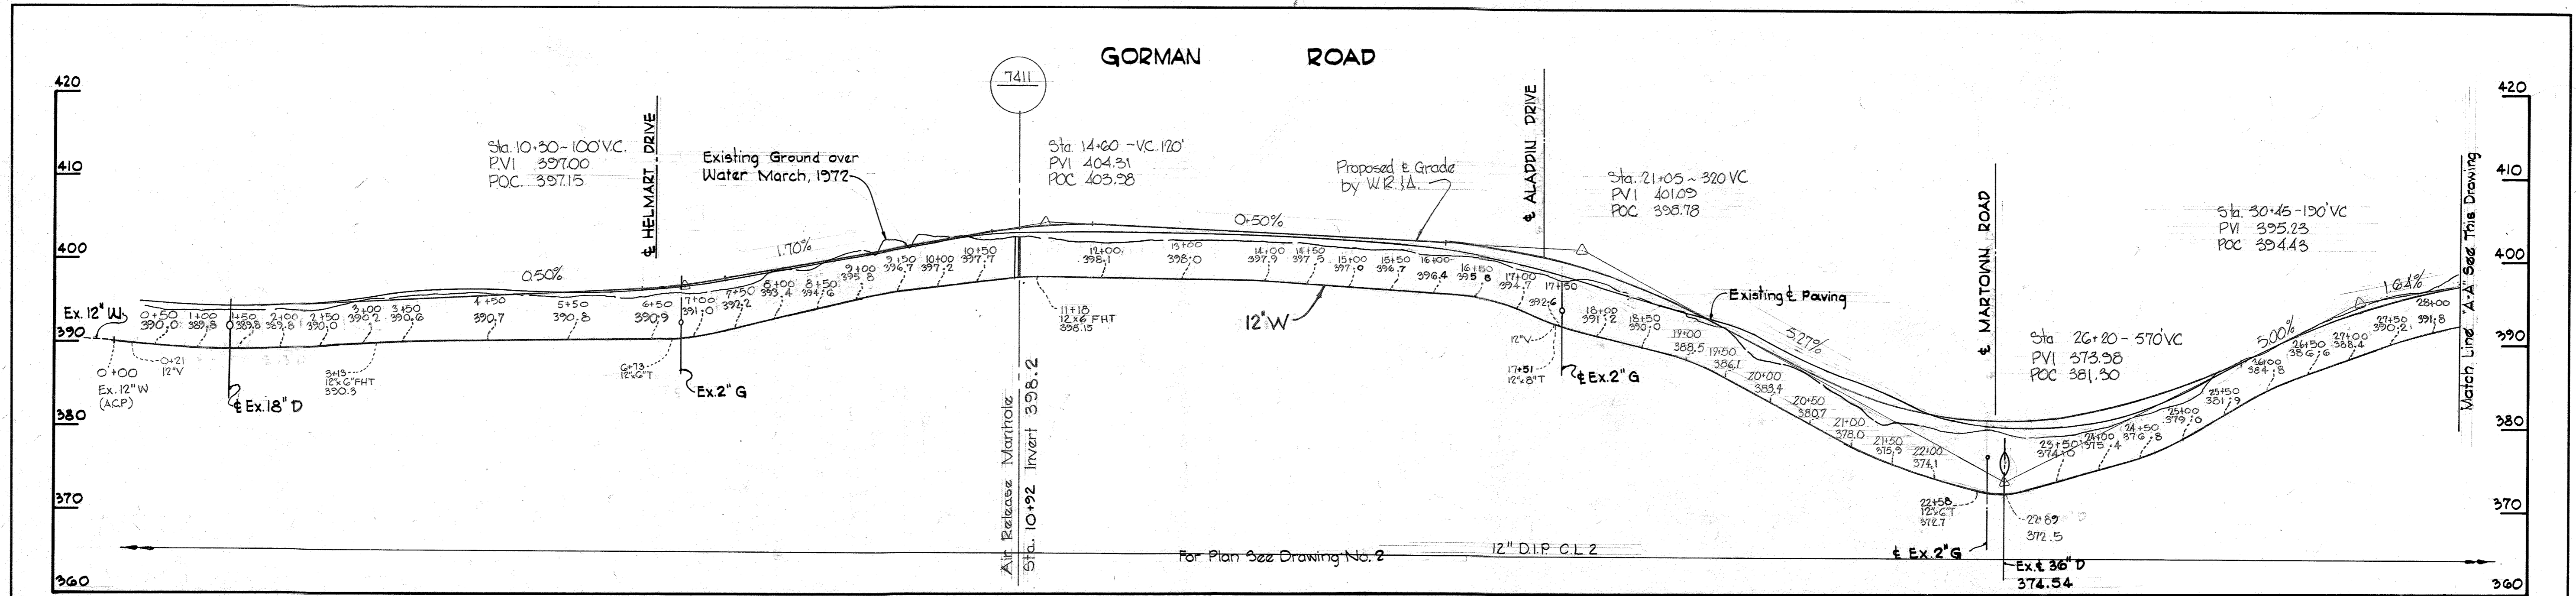 GORMAN ROAD
420
410
400
390
380
370
360
420
410
400
390
380
370
360
Sta. 10+30~100'V.C.
P.VI 397.00
P.O.C. 397.15
℄ HELMART DRIVE
Existing Ground over
Water March, 1972
7411
Sta. 14+60 - V.C. 120'
PVI 404.31
POC 403.98
Proposed ℄ Grade
by W.R.&A.
℄ ALADDIN DRIVE
Sta. 21+05 ~ 320 VC
PVI 401.09
POC 398.78
℄ MARTOWN ROAD
Sta. 30+45 -190' VC
PVI 395.23
POC 394.43
Match Line "A-A" See This Drawing
Sta 26+20 - 570'VC
PVI 373.98
POC 381.30
0.50%
1.70%
0.50%
5.27%
5.00%
1.64%
Ex. 12" W
0+50
390.0
1+00
389.8
1+50
389.8
2+00
389.8
2+50
390.0
3+00
390.2
3+50
390.6
4+50
390.7
5+50
390.8
6+50
390.9
7+00
391.0
7+50
392.2
8+00
393.4
8+50
394.6
9+00
395.8
9+50
396.7
10+00
397.2
10+50
397.7
12+00
398.1
13+00
398.0
14+00
397.9
14+50
397.5
15+00
397.0
15+50
396.7
16+00
396.4
16+50
395.8
17+00
394.7
17+50
392.6
18+00
391.2
18+50
390.0
19+00
388.5
19+50
386.1
20+00
383.4
20+50
380.7
21+00
378.0
21+50
375.9
22+00
374.1
23+50
374.0
24+00
375.4
24+50
376.8
25+00
379.0
25+50
381.9
26+00
384.8
26+50
386.6
27+00
388.4
27+50
390.2
28+00
391.8
0+00
Ex. 12" W
(A.C.P.)
0+21
12"V
℄ Ex. 18" D
3+13
12"x6"FHT
390.3
6+73
12"x6"T
Ex. 2" G
Air Release Manhole
Sta. 10+92 Invert 398.2
11+18
12x6 FHT
398.15
12" W
12"V
17+51
12"x8"T
℄ Ex. 2" G
Existing ℄ Paving
22+58
12"x6"T
372.7
22+89
372.5
℄ Ex. 2" G
Ex. ℄ 36" D
374.54
For Plan See Drawing No. 2
12" D.I.P. CL 2